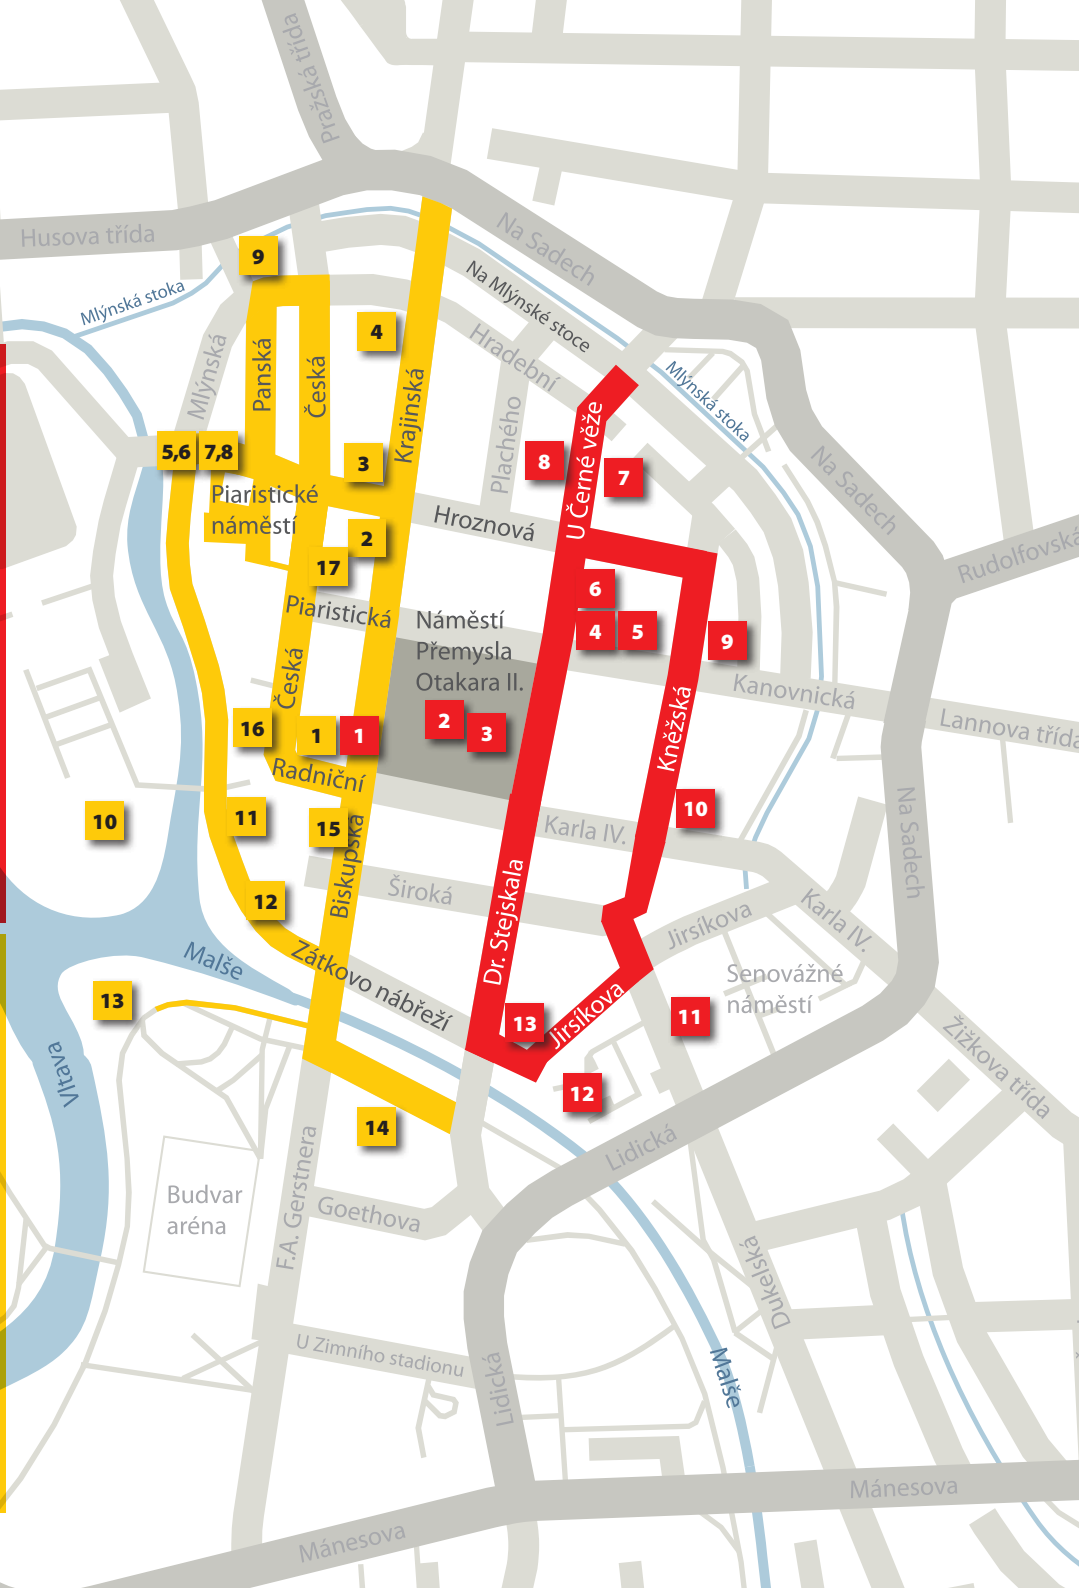 Pražská třída
Husova třída
Na Sadech
9
Mlýnská stoka
Na Mlýnské stoce
4
Mlýnská
Panská
Česká
Krajinská
Hradební
Mlýnská stoka
Plachého
U Černé věže
5,6
7,8
3
8
7
Na Sadech
Piaristické
náměstí
Hroznová
2
Rudolfovská
17
6
Piaristická
Náměstí
Přemysla
Otakara II.
4
5
9
Česká
Kanovnická
Kněžská
Lannova třída
16
1
1
2
3
Radniční
10
11
15
Karla IV.
10
Na Sadech
Biskupská
Široká
Dr. Stejskala
12
Jirsíkova
Karla IV.
Malše
Zátkovo nábřeží
Senovážné
náměstí
13
13
Jirsíkova
11
Žižkova třída
Vltava
12
14
Lidická
Budvar
aréna
F.A. Gerstnera
Goethova
Dukelská
U Zimního stadionu
Lidická
Malše
Mánesova
Mánesova